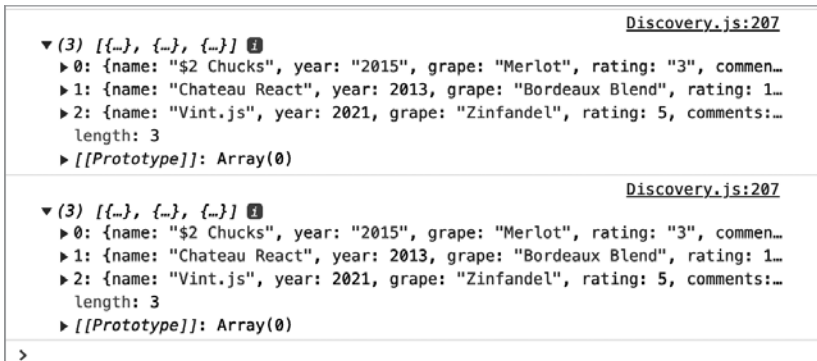 Discovery.js:207
▼(3) [{…}, {…}, {…}] i
▶0: {name: "$2 Chucks", year: "2015", grape: "Merlot", rating: "3", commen…
▶1: {name: "Chateau React", year: 2013, grape: "Bordeaux Blend", rating: 1…
▶2: {name: "Vint.js", year: 2021, grape: "Zinfandel", rating: 5, comments:…
length: 3
▶[[Prototype]]: Array(0)
Discovery.js:207
▼(3) [{…}, {…}, {…}] i
▶0: {name: "$2 Chucks", year: "2015", grape: "Merlot", rating: "3", commen…
▶1: {name: "Chateau React", year: 2013, grape: "Bordeaux Blend", rating: 1…
▶2: {name: "Vint.js", year: 2021, grape: "Zinfandel", rating: 5, comments:…
length: 3
▶[[Prototype]]: Array(0)
>